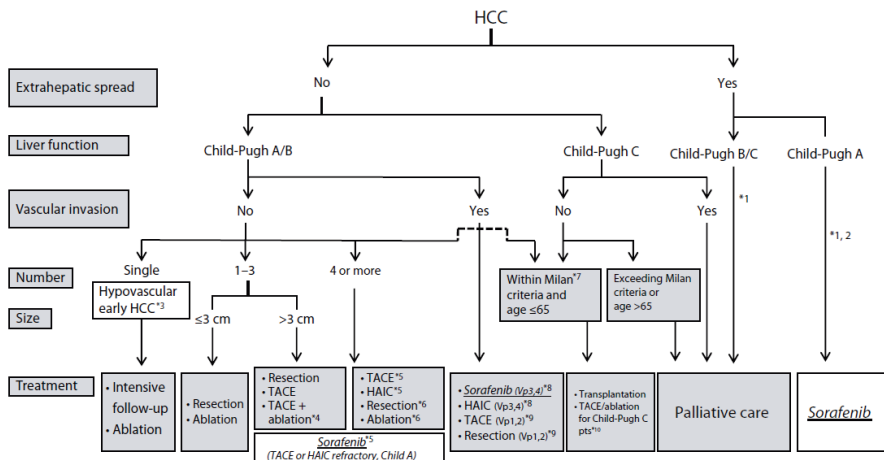 HCC
Extrahepatic spread
No
Yes
Liver function
Child-Pugh A/B
Child-Pugh C
Child-Pugh B/C
Child-Pugh A
*1
*1, 2
Vascular invasion
No
Yes
No
Yes
Number
Single
1–3
4 or more
Hypovascular
early HCC*3
Within Milan*7
criteria and
age ≤65
Exceeding Milan
criteria or
age >65
Size
≤3 cm
>3 cm
Treatment
• Intensive
follow-up
• Ablation
• Resection
• Ablation
• Resection
• TACE
• TACE +
ablation*4
• TACE*5
• HAIC*5
• Resection*6
• Ablation*6
Sorafenib*5
(TACE or HAIC refractory, Child A)
• Sorafenib (Vp3,4)*8
• HAIC (Vp3,4)*8
• TACE (Vp1,2)*9
• Resection (Vp1,2)*9
• Transplantation
• TACE/ablation
for Child-Pugh C
pts*10
Palliative care
Sorafenib